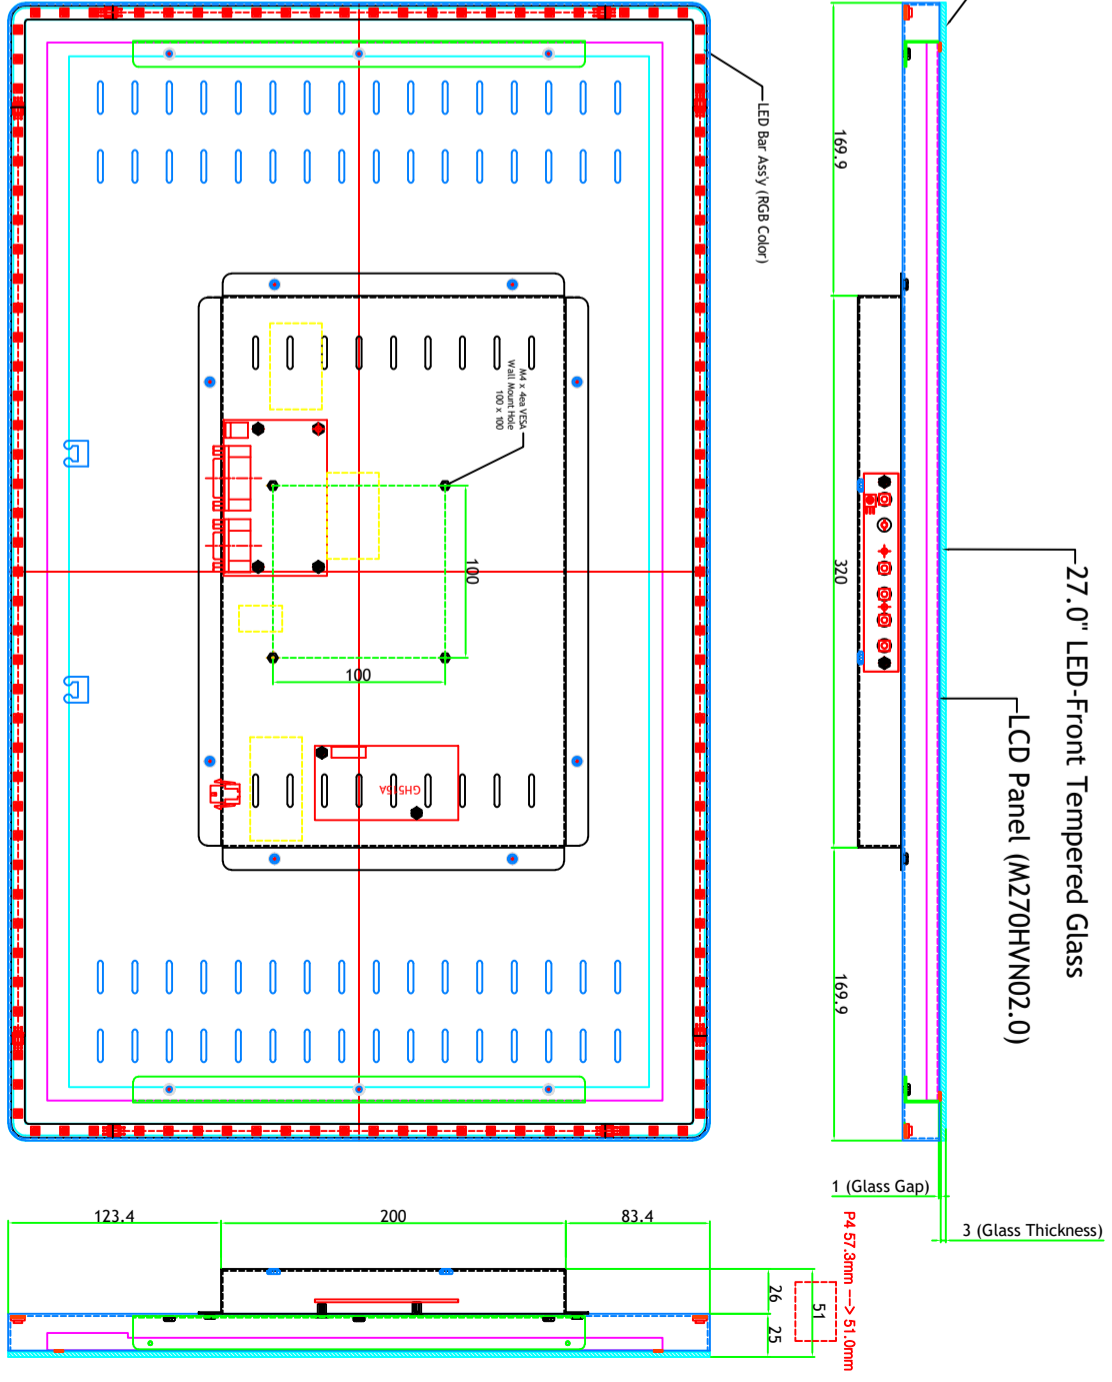 LED Bar Ass'y (RGB Color)
169.9
27.0" LED-Front Tempered Glass
LCD Panel (M270HVN02.0)
M4 x 4ea VESA
Wall Mount Hole
100 x 100
100
100
320
GH516A
169.9
1 (Glass Gap)
3 (Glass Thickness)
123.4
200
83.4
P4 57.3mm ---> 51.0mm
26
51
25